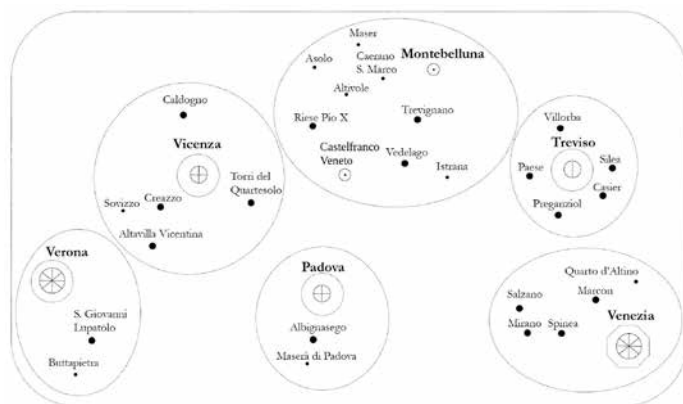 Maser
Asolo
Caerano
S. Marco
Montebelluna
Altivole
Riese Pio X
Trevignano
Castelfranco
Veneto
Vedelago
Istrana
Caldogno
Vicenza
Torri del
Quartesolo
Sovizzo
Creazzo
Altavilla Vicentina
Villorba
Treviso
Paese
Silea
Casier
Preganziol
Verona
S. Giovanni
Lupatolo
Buttapietra
Padova
Albignasego
Maserà di Padova
Quarto d'Altino
Salzano
Marcon
Venezia
Mirano
Spinea